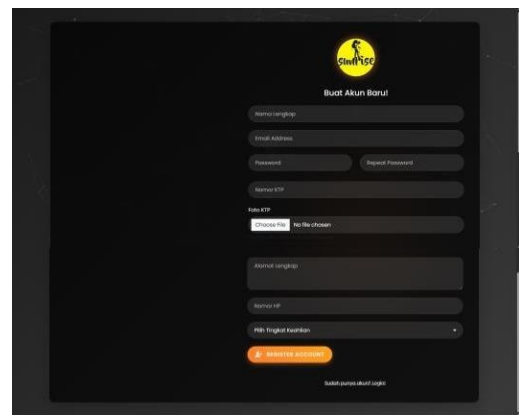 sunrise
Buat Akun Baru!
Nama Lengkap
Email Address
Password Repeat Password
Nomor KTP
Foto KTP
Choose File No file chosen
Alamat Lengkap
Nomor HP
Pilih Tingkat Keahlian
REGISTER ACCOUNT
Sudah punya akun? Login!